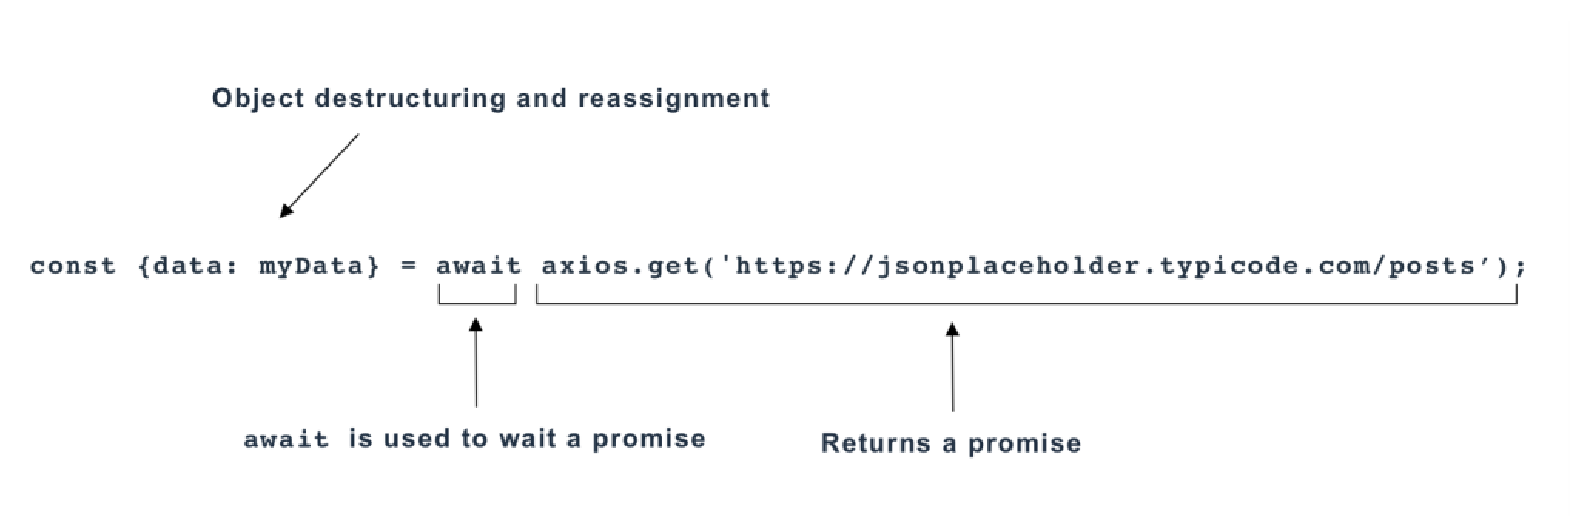 Object destructuring and reassignment
const {data: myData} = await axios.get('https://jsonplaceholder.typicode.com/posts’);
await is used to wait a promise
Returns a promise